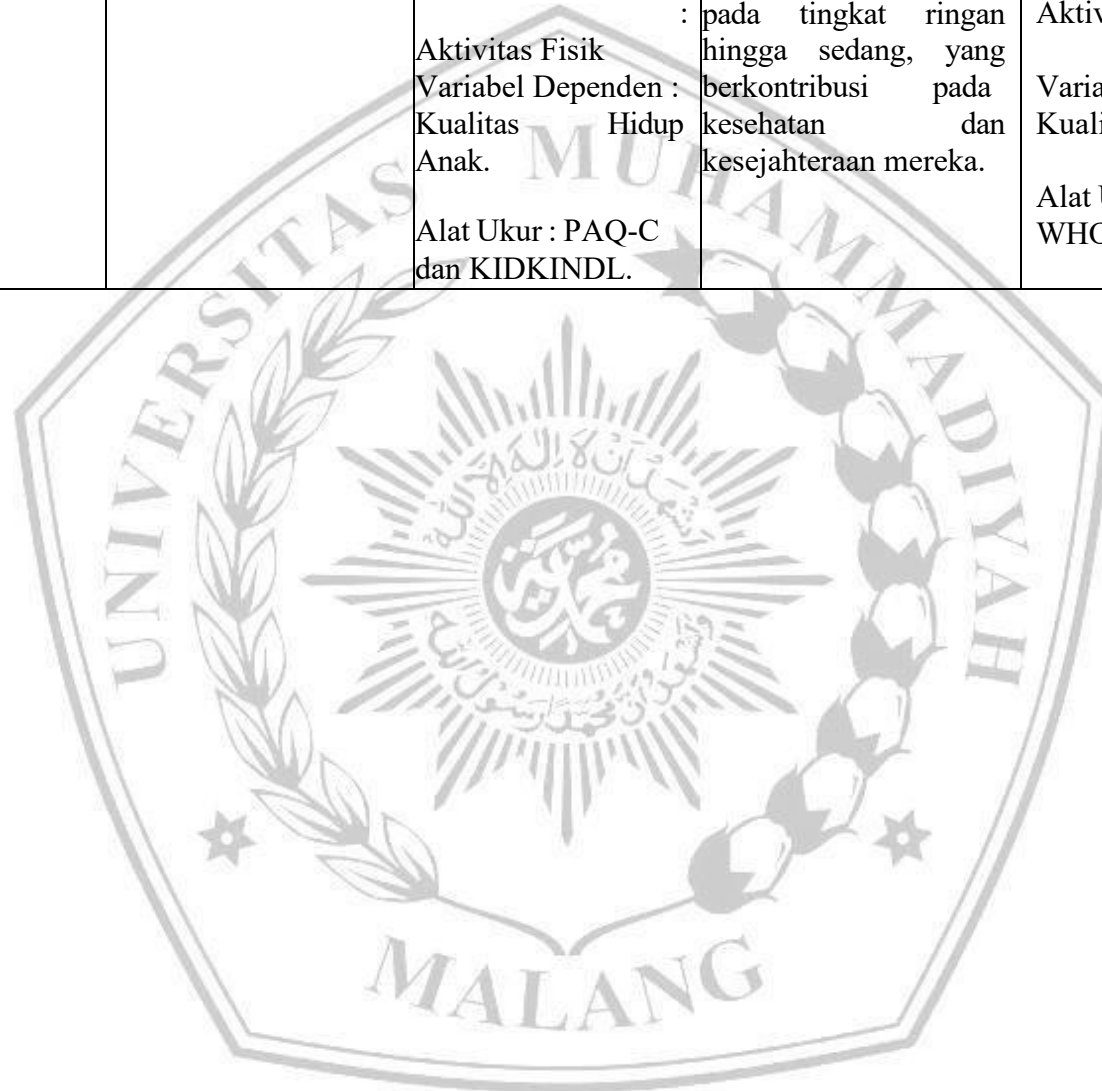 :
Aktivitas Fisik
Variabel Dependen :
Kualitas Hidup
Anak.
Alat Ukur : PAQ-C
dan KIDKINDL.
pada tingkat ringan
hingga sedang, yang
berkontribusi pada
kesehatan dan
kesejahteraan mereka.
UNIVERSITAS MUHAMMADIYAH
MALANG